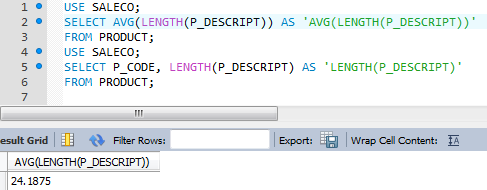 1 USE SALECO;
2 SELECT AVG(LENGTH(P_DESCRIPT)) AS 'AVG(LENGTH(P_DESCRIPT))'
3 FROM PRODUCT;
4 USE SALECO;
5 SELECT P_CODE, LENGTH(P_DESCRIPT) AS 'LENGTH(P_DESCRIPT)'
6 FROM PRODUCT;
7
esult Grid Filter Rows: Export: Wrap Cell Content:
AVG(LENGTH(P_DESCRIPT))
24.1875